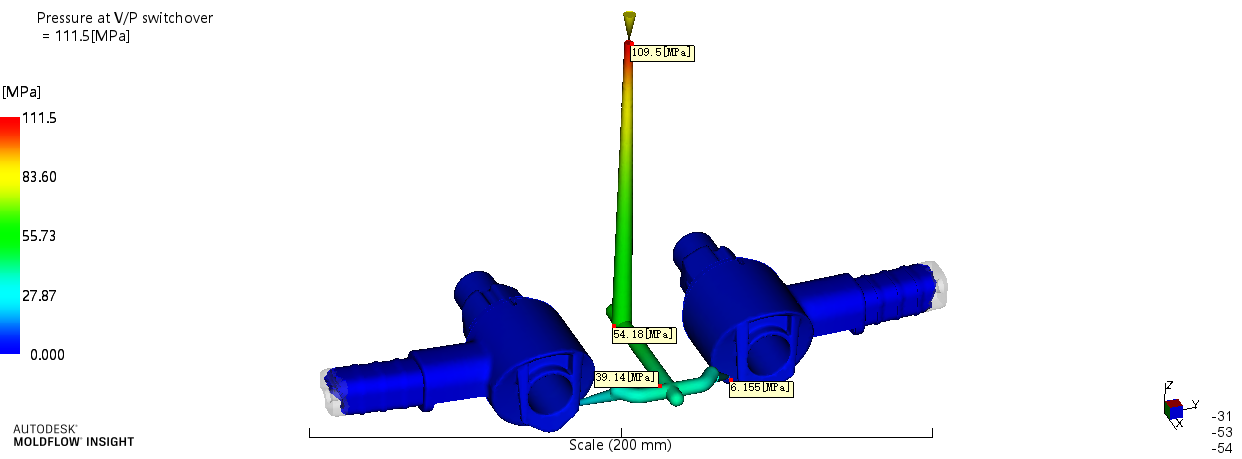 Pressure at V/P switchover
= 111.5[MPa]
[MPa]
111.5
83.60
55.73
27.87
0.000
109.5[MPa]
54.18[MPa]
39.14[MPa]
6.155[MPa]
Scale (200 mm)
AUTODESK®
MOLDFLOW® INSIGHT
Z
Y
X
-31
-53
-54